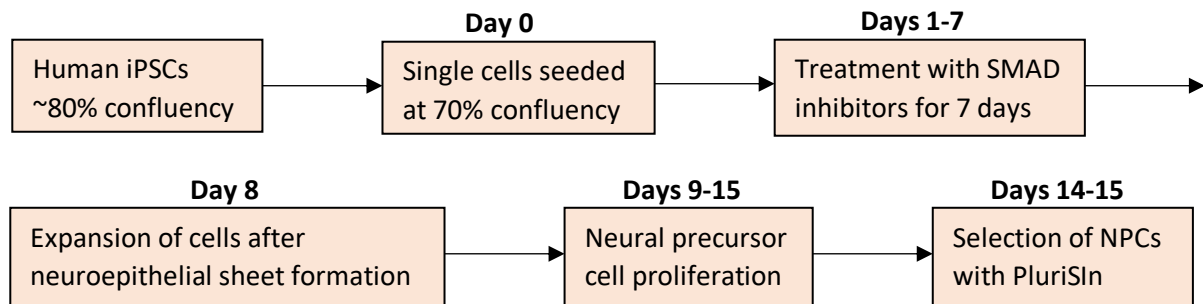 Day 0
Days 1-7
Human iPSCs
~80% confluency
Single cells seeded
at 70% confluency
Treatment with SMAD
inhibitors for 7 days
Day 8
Days 9-15
Days 14-15
Expansion of cells after
neuroepithelial sheet formation
Neural precursor
cell proliferation
Selection of NPCs
with PluriSIn